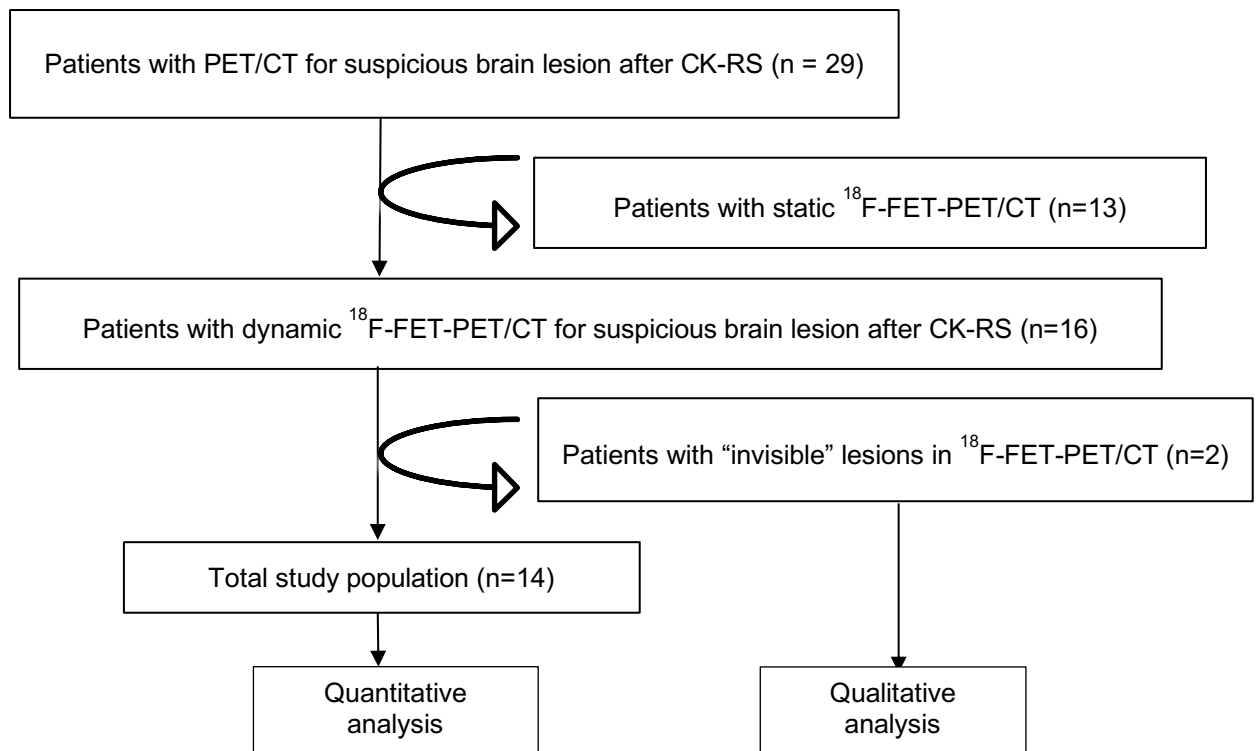 Patients with PET/CT for suspicious brain lesion after CK-RS (n = 29)
Patients with static ¹⁸F-FET-PET/CT (n=13)
Patients with dynamic ¹⁸F-FET-PET/CT for suspicious brain lesion after CK-RS (n=16)
Patients with “invisible” lesions in ¹⁸F-FET-PET/CT (n=2)
Total study population (n=14)
Quantitative
analysis
Qualitative
analysis